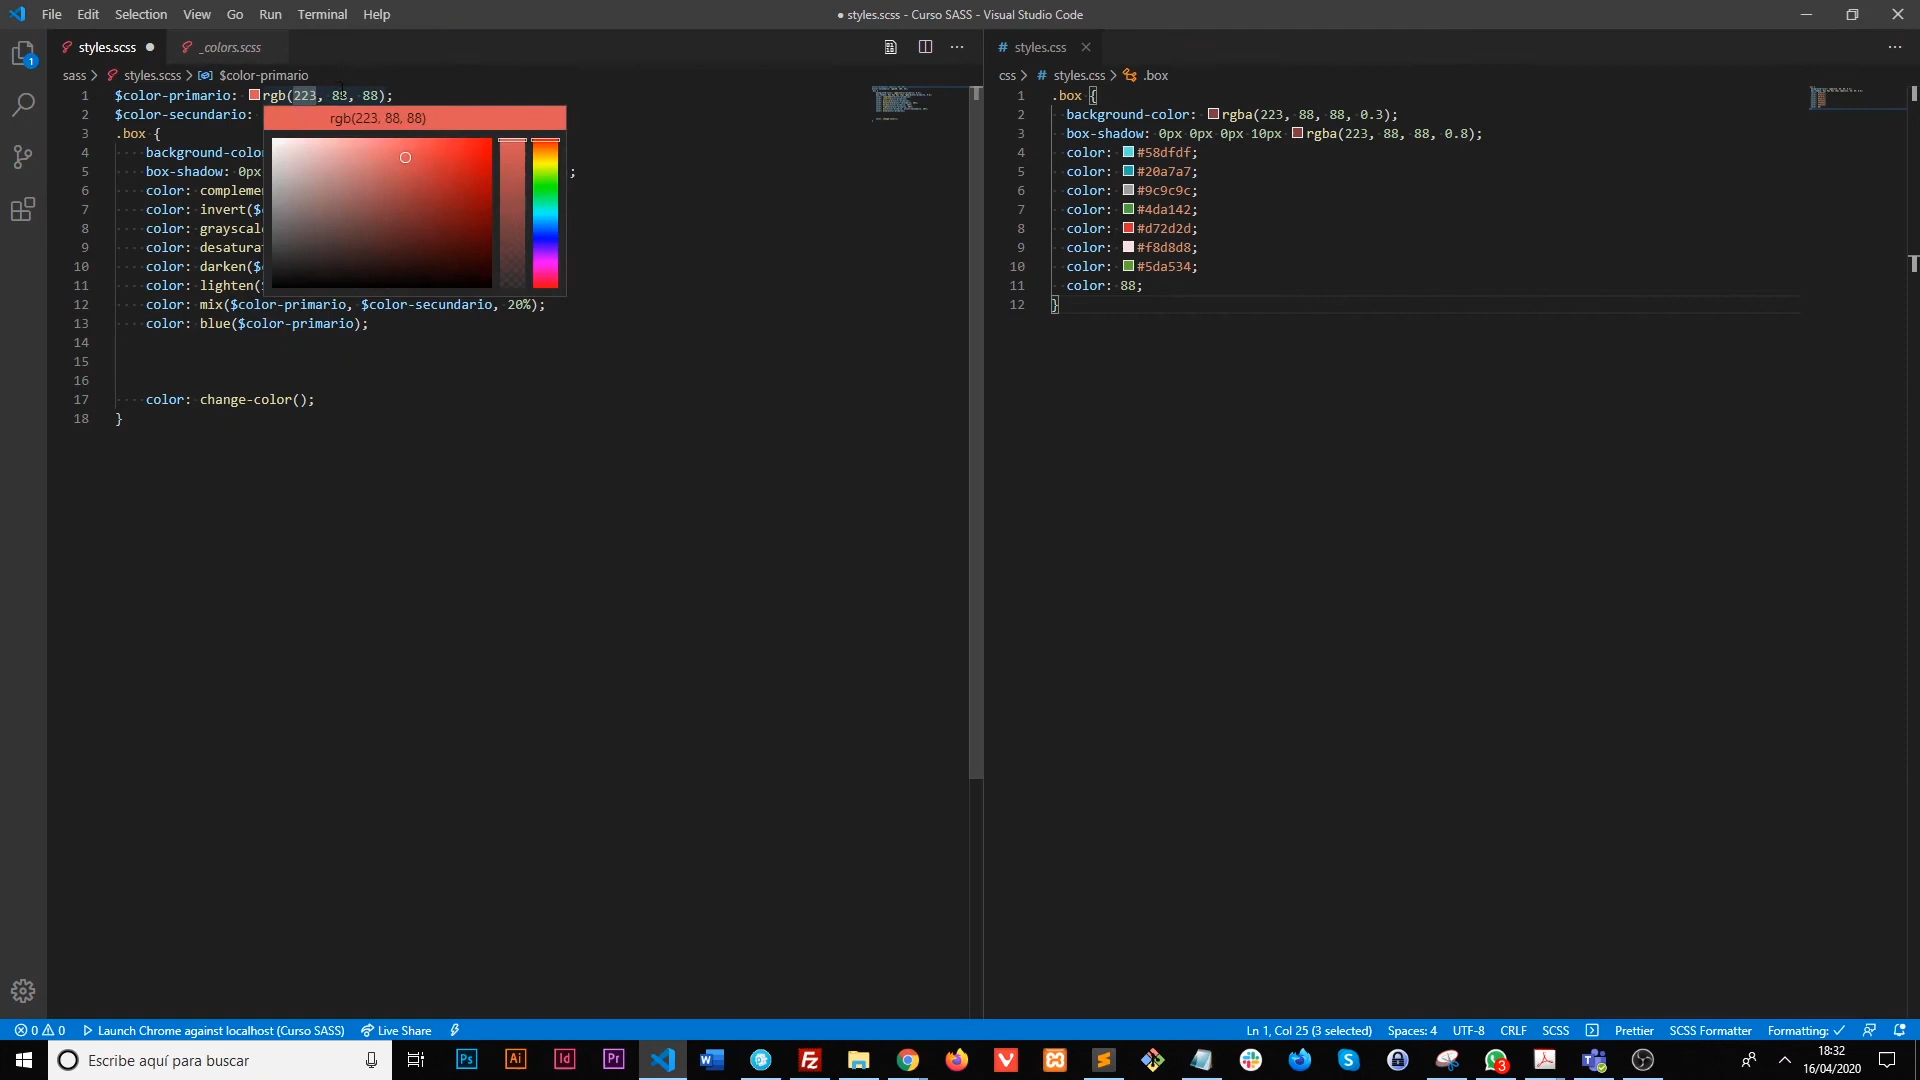 File Edit Selection View Go Run Terminal Help
● styles.scss - Curso SASS - Visual Studio Code
styles.scss ●
_colors.scss
sass > styles.scss > $color-primario
1 $color-primario: rgb(223, 88, 88);
2 $color-secundario:
rgb(223, 88, 88)
3 .box {
4 background-colo
5 box-shadow: 0px ;
6 color: complemen
7 color: invert($
8 color: grayscal
9 color: desatura
10 color: darken($
11 color: lighten(
12 color: mix($color-primario, $color-secundario, 20%);
13 color: blue($color-primario);
14
15
16
17 color: change-color();
18 }
# styles.css
css > # styles.css > .box
1 .box {
2 background-color: rgba(223, 88, 88, 0.3);
3 box-shadow: 0px 0px 0px 10px rgba(223, 88, 88, 0.8);
4 color: #58dfdf;
5 color: #20a7a7;
6 color: #9c9c9c;
7 color: #4da142;
8 color: #d72d2d;
9 color: #f8d8d8;
10 color: #5da534;
11 color: 88;
12 }
1
0 0 Launch Chrome against localhost (Curso SASS) Live Share
Ln 1, Col 25 (3 selected) Spaces: 4 UTF-8 CRLF SCSS Prettier SCSS Formatter Formatting: ✓
Escribe aquí para buscar
Ps Ai Id Pr W Fz V S 3
18:32
16/04/2020